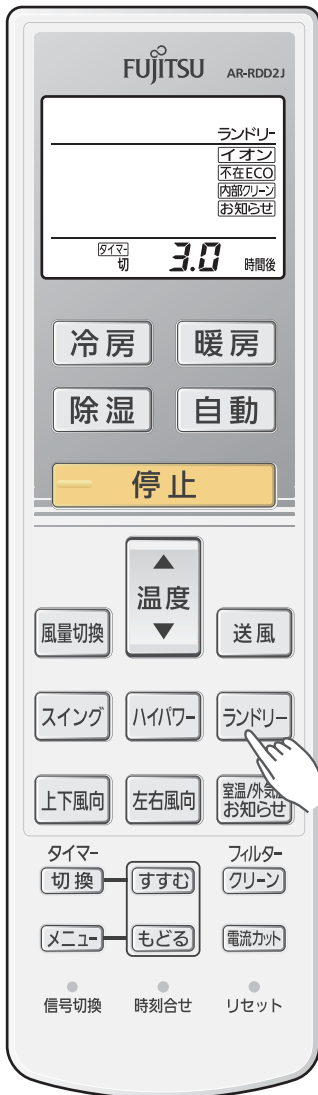 FUJITSU AR-RDD2J
ランドリー
イオン
不在ECO
内部クリーン
お知らせ
タイマー
切 3.0 時間後
冷房 暖房
除湿 自動
停止
▲
温度
▼
風量切換 送風
スイング ハイパワー ランドリー
上下風向 左右風向 室温/外気温
お知らせ
タイマー フィルター
切換 すすむ クリーン
メニュー もどる 電流カット
信号切換 時刻合せ リセット